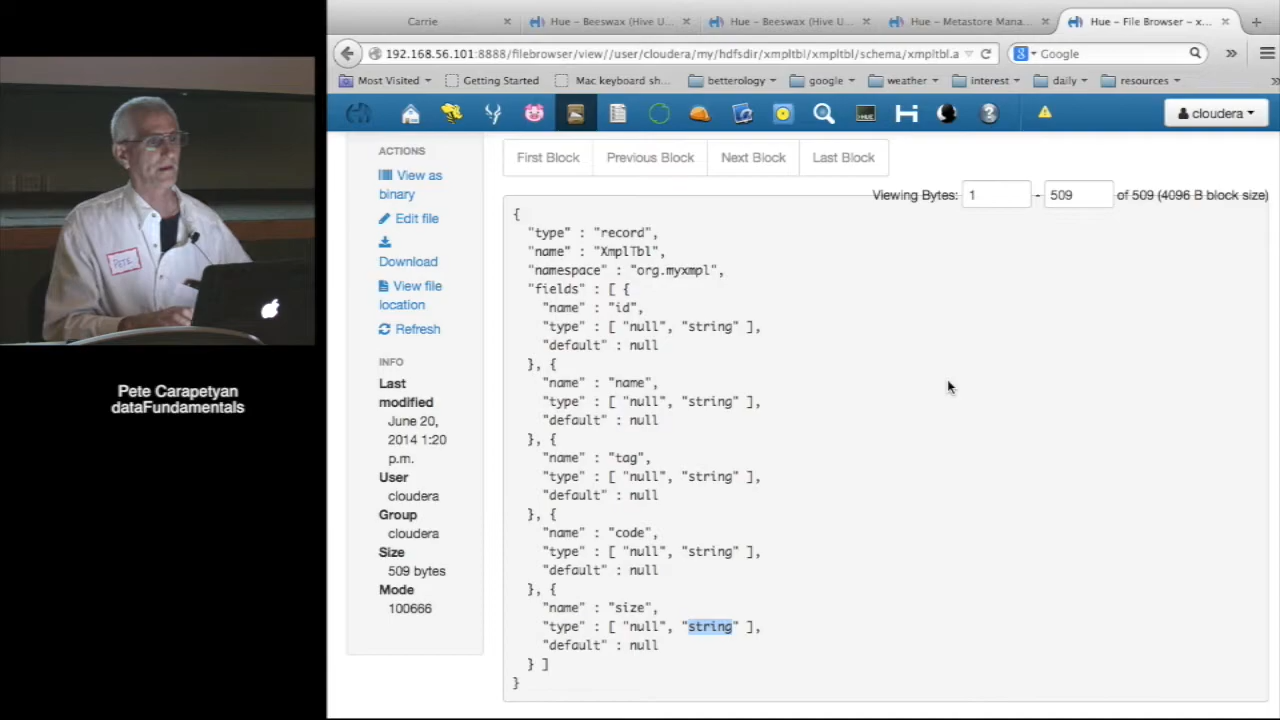 PETE
Pete Carapetyan
dataFundamentals
Carrie
Hue – Beeswax (Hive U...
Hue – Beeswax (Hive U...
Hue – Metastore Mana...
Hue – File Browser – x...
192.168.56.101:8888/filebrowser/view//user/cloudera/my/hdfsdir/xmpltbl/xmpltbl/schema/xmpltbl.a
Google
Most Visited
Getting Started
Mac keyboard sh...
betterology
google
weather
interest
daily
resources
cloudera
ACTIONS
View as
binary
Edit file
Download
View file
location
Refresh
INFO
Last
modified
June 20,
2014 1:20
p.m.
User
cloudera
Group
cloudera
Size
509 bytes
Mode
100666
First Block
Previous Block
Next Block
Last Block
Viewing Bytes: 1 - 509 of 509 (4096 B block size)
{
"type" : "record",
"name" : "XmplTbl",
"namespace" : "org.myxmpl",
"fields" : [ {
"name" : "id",
"type" : [ "null", "string" ],
"default" : null
}, {
"name" : "name",
"type" : [ "null", "string" ],
"default" : null
}, {
"name" : "tag",
"type" : [ "null", "string" ],
"default" : null
}, {
"name" : "code",
"type" : [ "null", "string" ],
"default" : null
}, {
"name" : "size",
"type" : [ "null", "string" ],
"default" : null
} ]
}